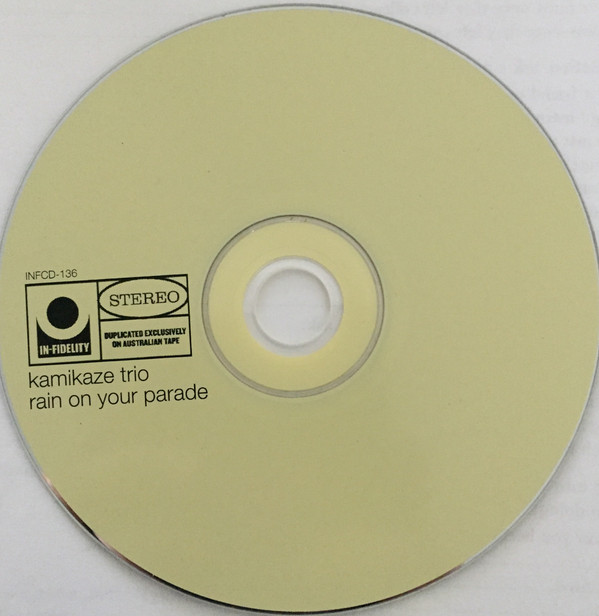 INFCD-136
STEREO
IN-FIDELITY
DUPLICATED EXCLUSIVELY
ON AUSTRALIAN TAPE
kamikaze trio
rain on your parade